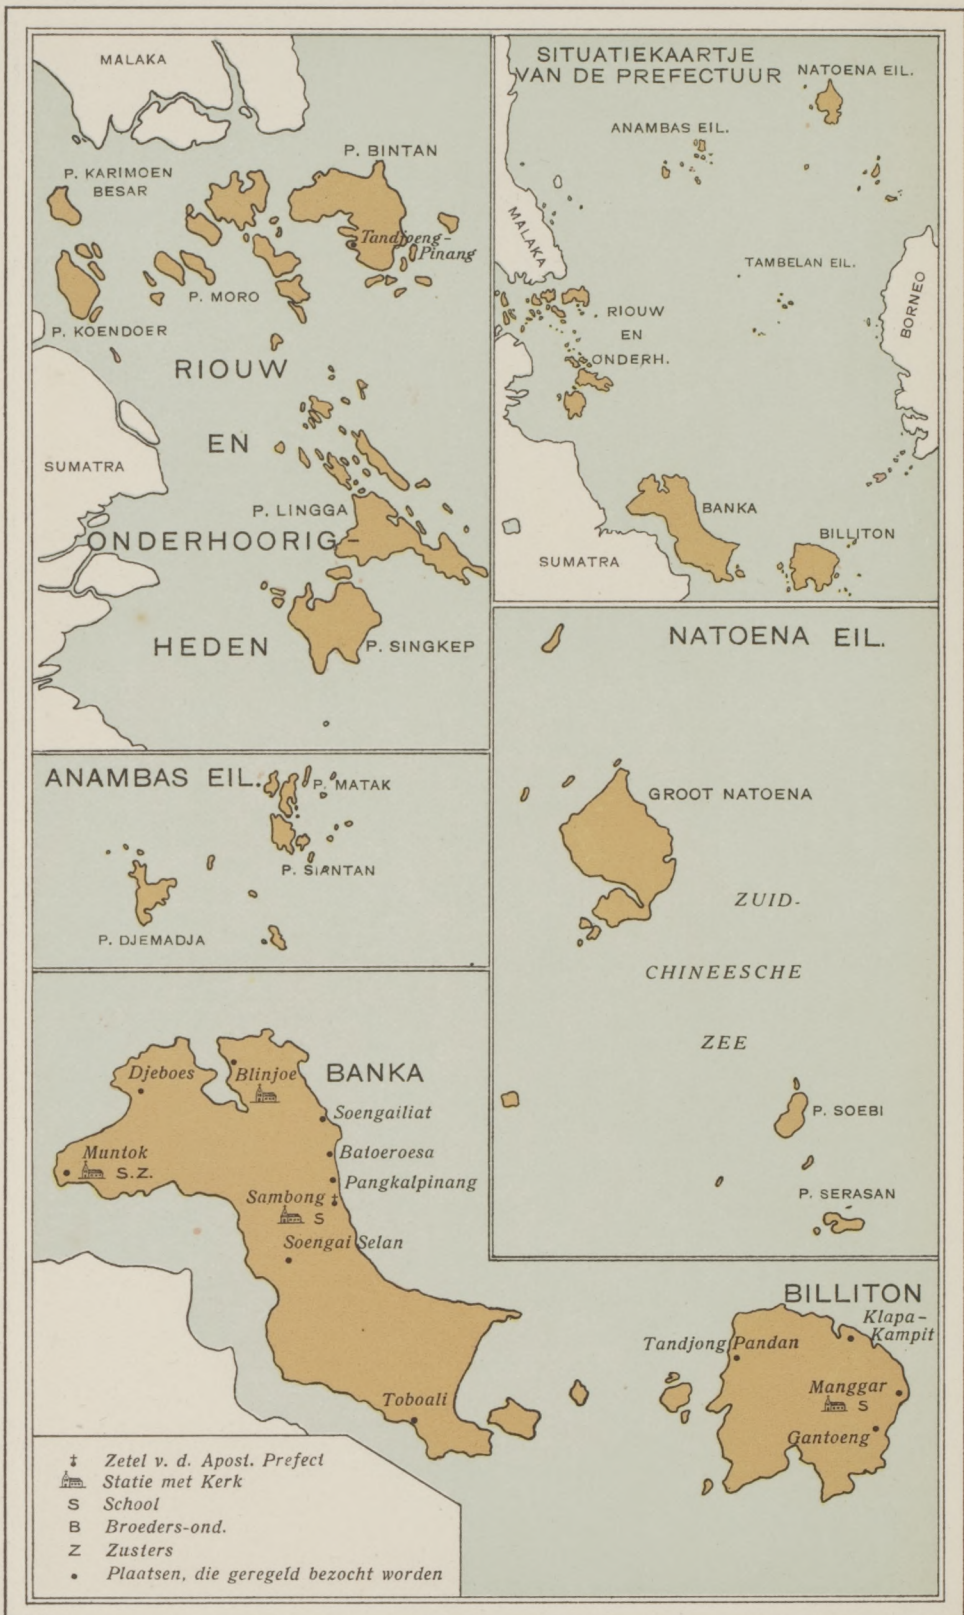 MALAKA
P. BINTAN
P. KARIMOEN
BESAR
Tandjoeng-
Pinang
P. MORO
P. KOENDOER
RIOUW
EN
SUMATRA
P. LINGGA
ONDERHOORIG-
HEDEN
P. SINGKEP
SITUATIEKAARTJE
VAN DE PREFECTUUR
NATOENA EIL.
ANAMBAS EIL.
MALAKA
TAMBELAN EIL.
BORNEO
RIOUW
EN
ONDERH.
BANKA
BILLITON
SUMATRA
NATOENA EIL.
GROOT NATOENA
ZUID-
CHINEESCHE
ZEE
P. SOEBI
P. SERASAN
ANAMBAS EIL.
P. MATAK
P. SIANTAN
P. DJEMADJA
BANKA
Djeboes
Blinjoe
Soengailiat
Muntok
S.Z.
Batoeroesa
Pangkalpinang
Sambong
S
Soengai Selan
Toboali
BILLITON
Klapa-
Kampit
Tandjong Pandan
Manggar
S
Gantoeng
Zetel v. d. Apost. Prefect
Statie met Kerk
S School
B Broeders-ond.
Z Zusters
• Plaatsen, die geregeld bezocht worden